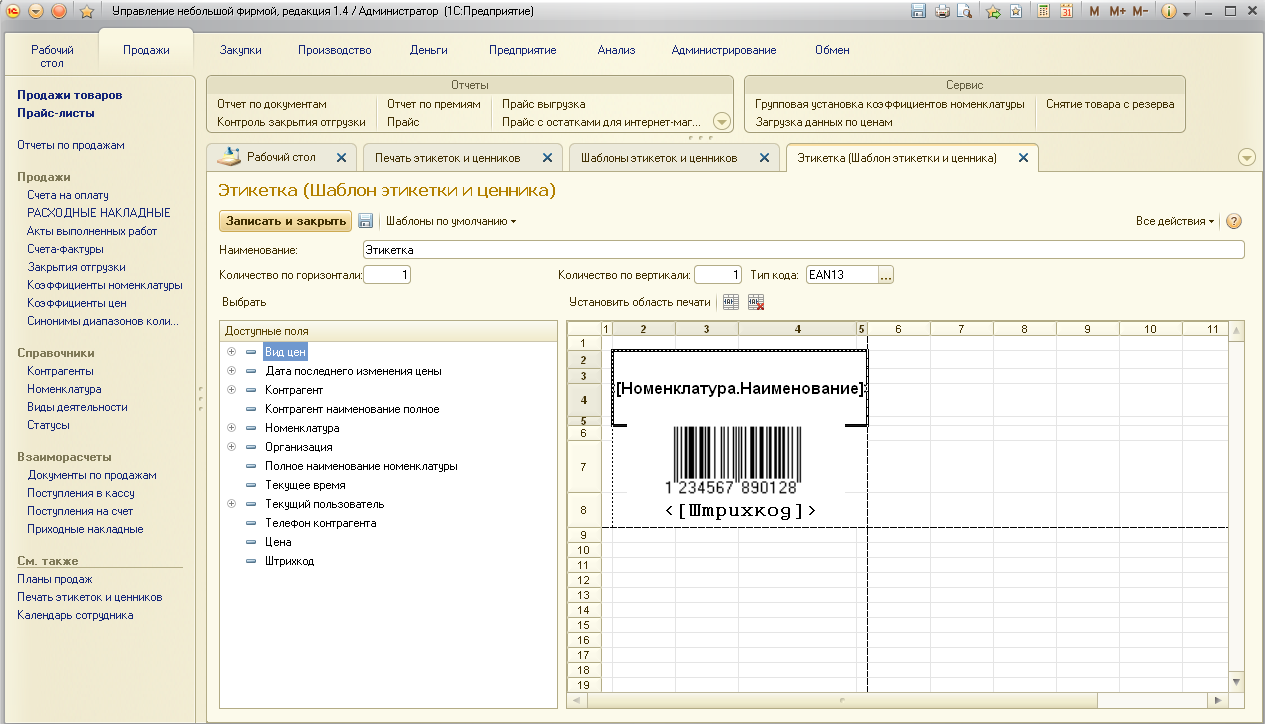 Управление небольшой фирмой, редакция 1.4 / Администратор (1С:Предприятие)
M M+ M-
Рабочий стол
Продажи
Закупки
Производство
Деньги
Предприятие
Анализ
Администрирование
Обмен
Продажи товаров
Прайс-листы
Отчеты по продажам
Продажи
Счета на оплату
РАСХОДНЫЕ НАКЛАДНЫЕ
Акты выполненных работ
Счета-фактуры
Закрытия отгрузки
Коэффициенты номенклатуры
Коэффициенты цен
Синонимы диапазонов коли...
Справочники
Контрагенты
Номенклатура
Виды деятельности
Статусы
Взаиморасчеты
Документы по продажам
Поступления в кассу
Поступления на счет
Приходные накладные
См. также
Планы продаж
Печать этикеток и ценников
Календарь сотрудника
Отчеты
Отчет по документам
Контроль закрытия отгрузки
Отчет по премиям
Прайс
Прайс выгрузка
Прайс с остатками для интернет-маг...
Сервис
Групповая установка коэффициентов номенклатуры
Загрузка данных по ценам
Снятие товара с резерва
Рабочий стол
Печать этикеток и ценников
Шаблоны этикеток и ценников
Этикетка (Шаблон этикетки и ценника)
Этикетка (Шаблон этикетки и ценника)
Записать и закрыть
Шаблоны по умолчанию
Все действия
?
Наименование: Этикетка
Количество по горизонтали: 1
Количество по вертикали: 1
Тип кода: EAN13 ...
Выбрать
Установить область печати
Доступные поля
Вид цен
Дата последнего изменения цены
Контрагент
Контрагент наименование полное
Номенклатура
Организация
Полное наименование номенклатуры
Текущее время
Текущий пользователь
Телефон контрагента
Цена
Штрихкод
1 2 3 4 5 6 7 8 9 10 11
1
2
3
4
5
6
7
8
9
10
11
12
13
14
15
16
17
18
19
[Номенклатура.Наименование]
1 234567 890128
<[Штрихкод]>